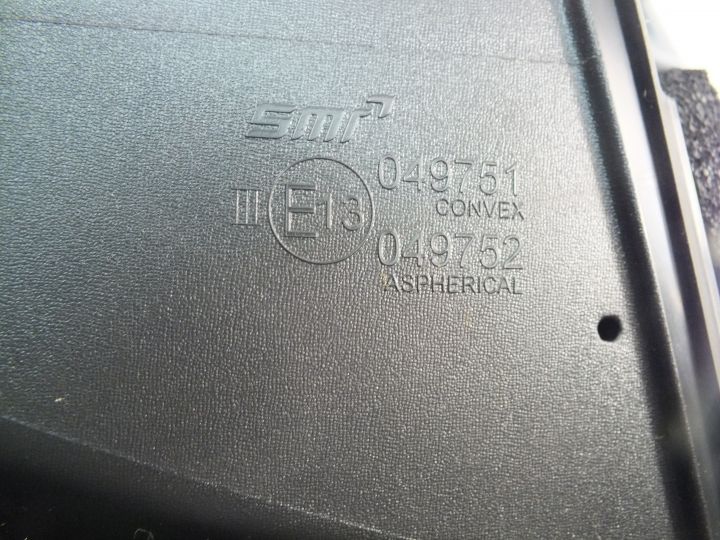 smr
III E13 049751
CONVEX
049752
ASPHERICAL